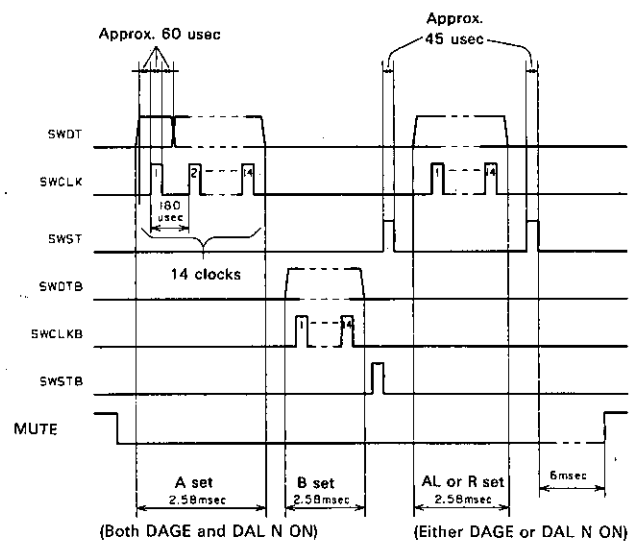 Approx. 60 usec
Approx.
45 usec
SWDT
SWCLK
1
2
14
1
14
180
usec
SWST
14 clocks
SWDTB
SWCLKB
1
14
SWSTB
MUTE
6msec
A set
2.58msec
B set
2.58msec
AL or R set
2.58msec
(Both DAGE and DAL N ON)
(Either DAGE or DAL N ON)